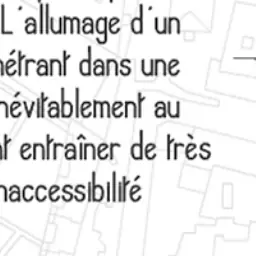 L'allumage d'un
nétrant dans une
névitablement au
t entraîner de très
naccessibilité